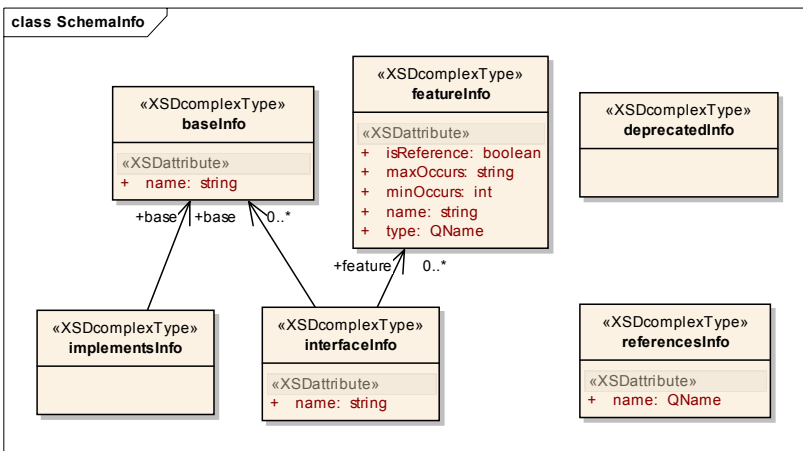 class SchemaInfo
«XSDcomplexType»
baseInfo
«XSDattribute»
+ name: string
«XSDcomplexType»
featureInfo
«XSDattribute»
+ isReference: boolean
+ maxOccurs: string
+ minOccurs: int
+ name: string
+ type: QName
«XSDcomplexType»
deprecatedInfo
+base
+base
0..*
+feature
0..*
«XSDcomplexType»
implementsInfo
«XSDcomplexType»
interfaceInfo
«XSDattribute»
+ name: string
«XSDcomplexType»
referencesInfo
«XSDattribute»
+ name: QName